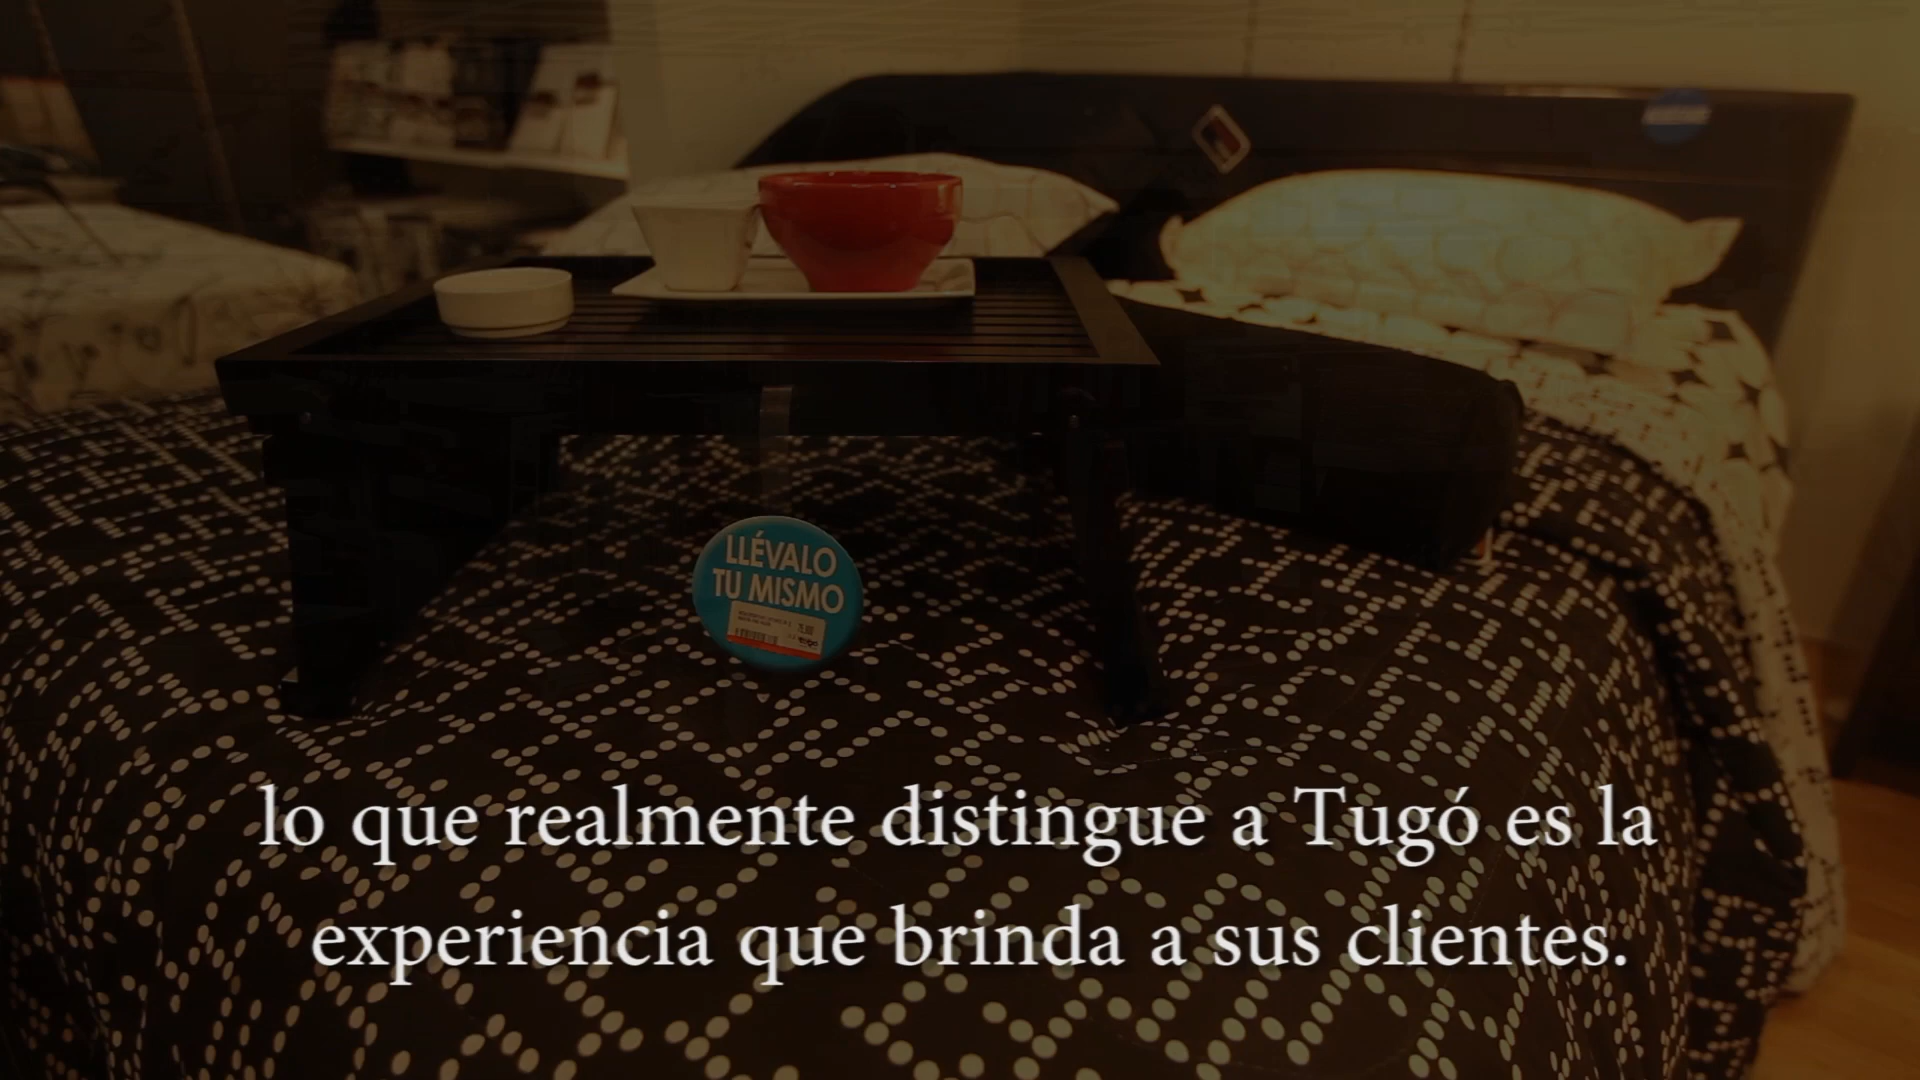 LLÉVALO
TU MISMO
lo que realmente distingue a Tugó es la
experiencia que brinda a sus clientes.